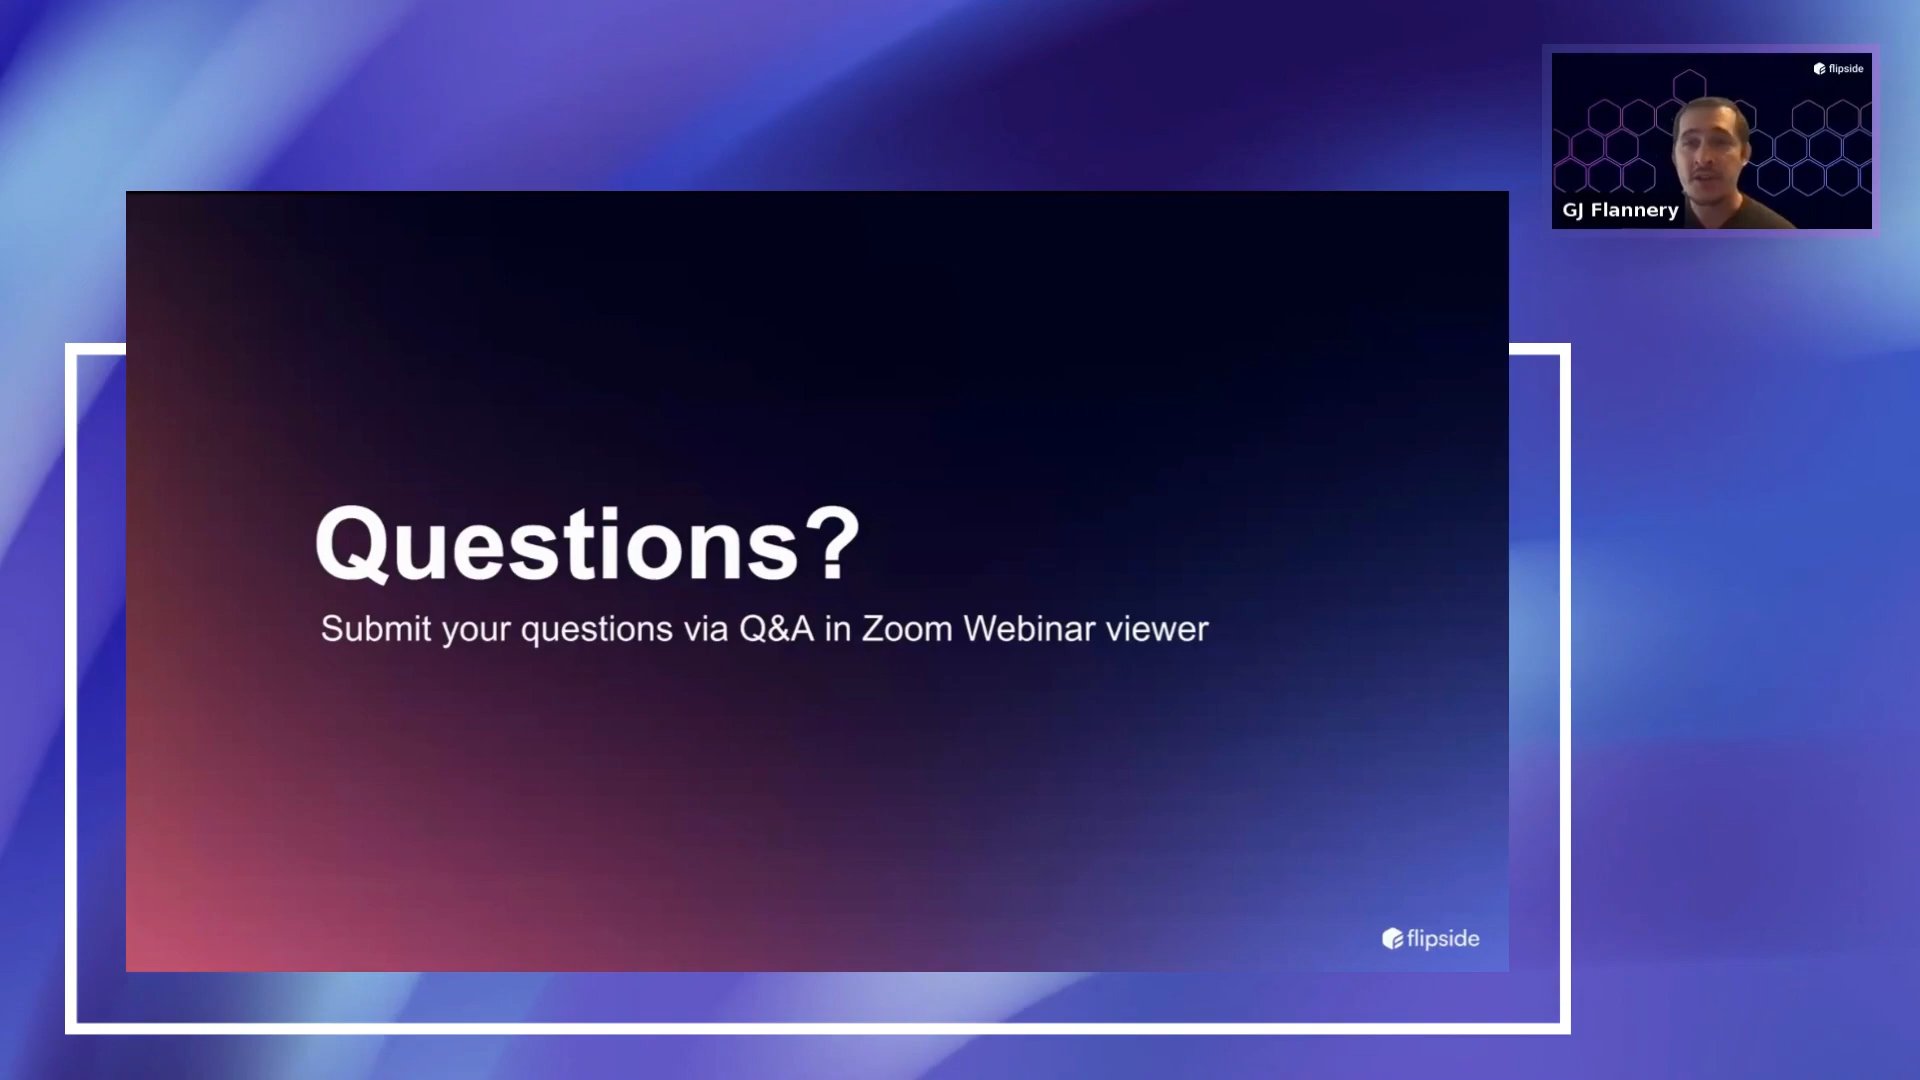 flipside
GJ Flannery
Questions?
Submit your questions via Q&A in Zoom Webinar viewer
flipside